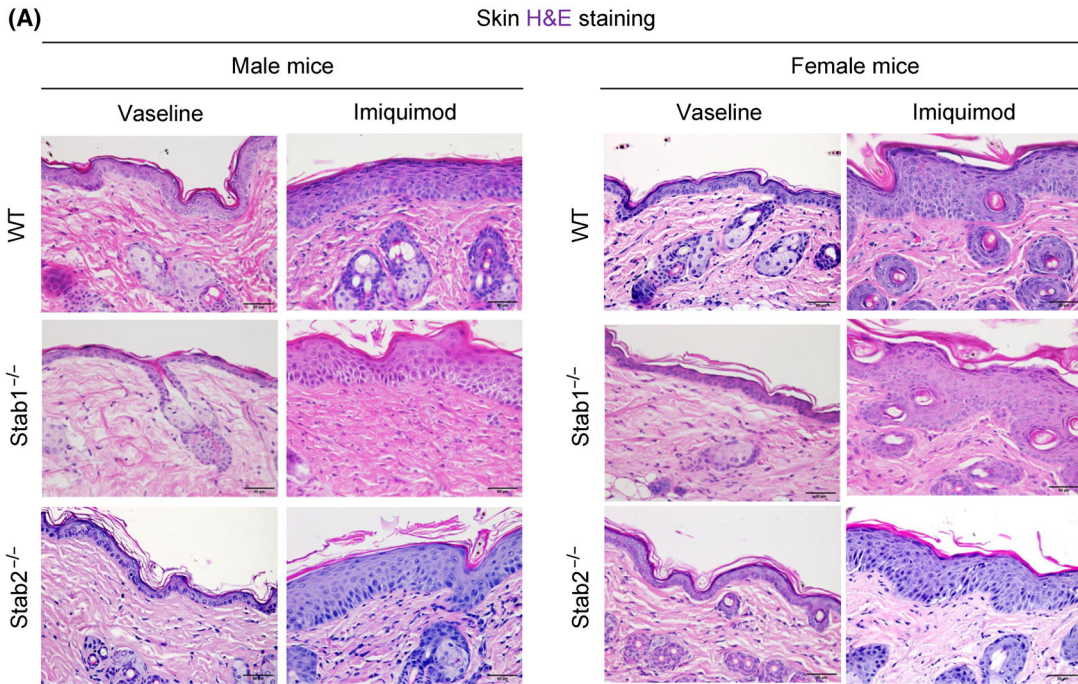 (A)
Skin H&E staining
Male mice
Female mice
Vaseline
Imiquimod
Vaseline
Imiquimod
WT
WT
Stab1⁻/⁻
Stab1⁻/⁻
Stab2⁻/⁻
Stab2⁻/⁻